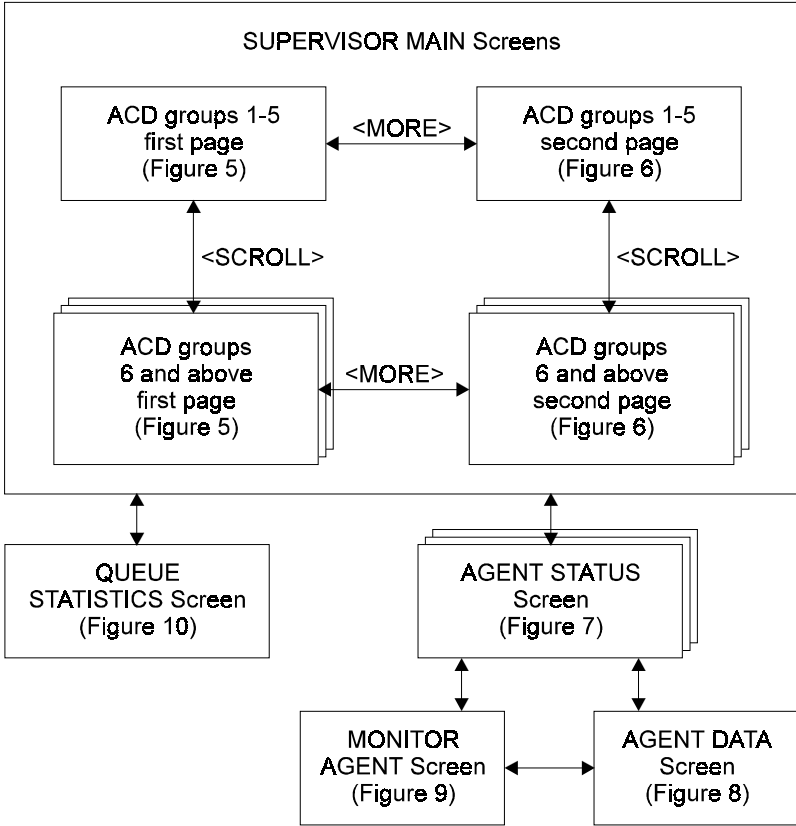 SUPERVISOR MAIN Screens
ACD groups 1-5
first page
(Figure 5)
<MORE>
ACD groups 1-5
second page
(Figure 6)
<SCROLL>
<SCROLL>
ACD groups
6 and above
first page
(Figure 5)
<MORE>
ACD groups
6 and above
second page
(Figure 6)
QUEUE
STATISTICS Screen
(Figure 10)
AGENT STATUS
Screen
(Figure 7)
MONITOR
AGENT Screen
(Figure 9)
AGENT DATA
Screen
(Figure 8)